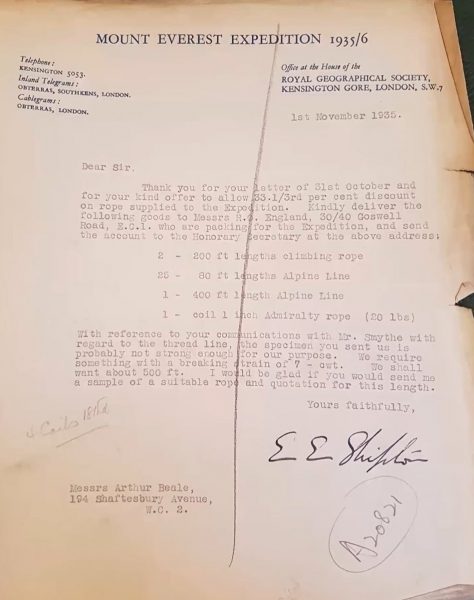 MOUNT EVEREST EXPEDITION 1935/6
Telephone:
KENSINGTON 5053.
Inland Telegrams:
OBTERRAS, SOUTHKENS, LONDON.
Cablegrams:
OBTERRAS, LONDON.
Office at the House of the
ROYAL GEOGRAPHICAL SOCIETY,
KENSINGTON GORE, LONDON, S.W.7
1st November 1935.
Dear Sir,
Thank you for your letter of 31st October and
for your kind offer to allow 33.1/3rd per cent discount
on rope supplied to the Expedition. Kindly deliver the
following goods to Messrs R. England, 30/40 Goswell
Road, E.C.1. who are packing for the Expedition, and send
the account to the Honorary Secretary at the above address;
2 - 200 ft lengths climbing rope
25 - 80 ft lengths Alpine Line
1 - 400 ft length Alpine Line
1 - coil 1 inch Admiralty rope (20 lbs)
With reference to your communications with Mr. Smythe with
regard to the thread line, the specimen you sent us is
probably not strong enough for our purpose. We require
something with a breaking strain of 7 - cwt. We shall
want about 500 ft. I would be glad if you would send me
a sample of a suitable rope and quotation for this length.
Yours faithfully,
E E Shipton
Messrs Arthur Beale,
194 Shaftesbury Avenue,
W.C. 2.
A20821